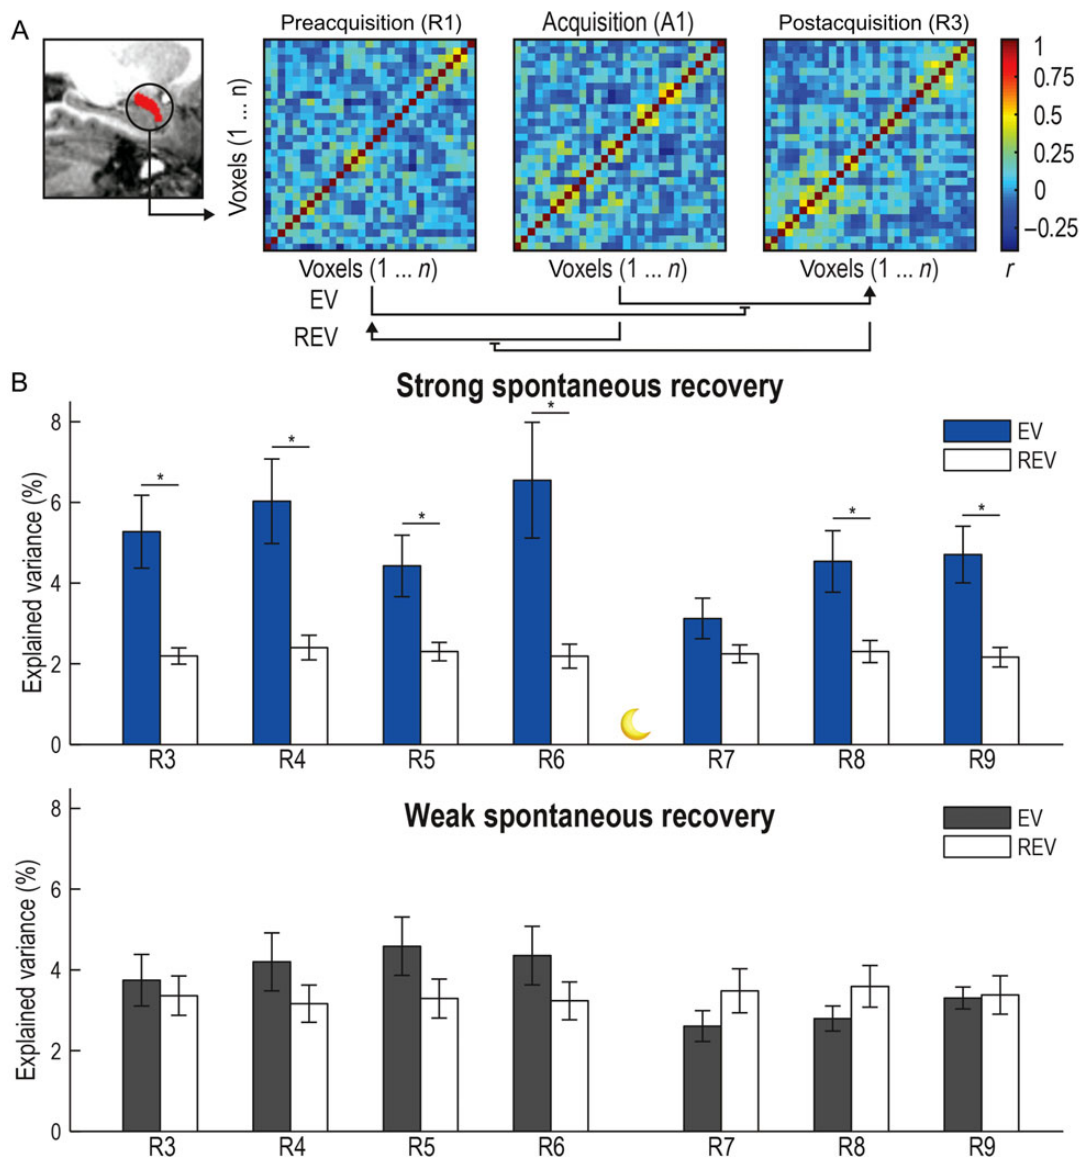 A
Preacquisition (R1)
Acquisition (A1)
Postacquisition (R3)
Voxels (1 ... n)
1
0.75
0.5
0.25
0
−0.25
r
Voxels (1 ... n)
Voxels (1 ... n)
Voxels (1 ... n)
EV
REV
B
Strong spontaneous recovery
Explained variance (%)
8
6
4
2
0
* * * * * *
EV
REV
R3 R4 R5 R6 R7 R8 R9
Weak spontaneous recovery
Explained variance (%)
8
6
4
2
0
EV
REV
R3 R4 R5 R6 R7 R8 R9